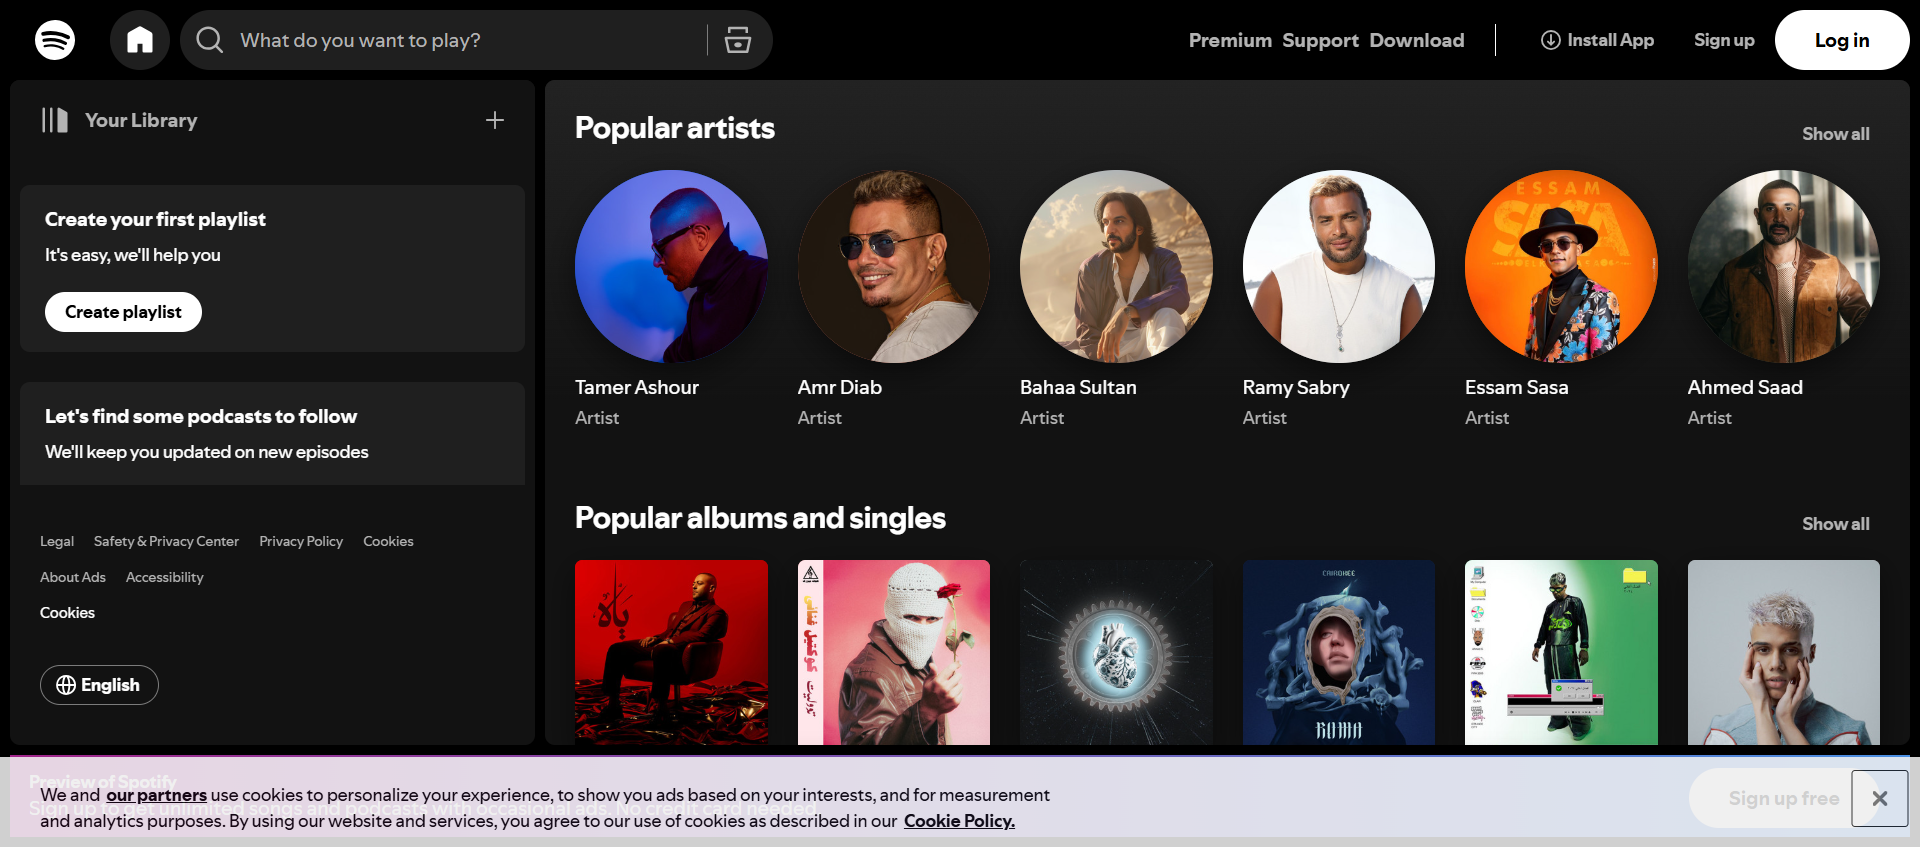 What do you want to play?
Premium Support Download
Install App
Sign up
Log in
Your Library
Create your first playlist
It's easy, we'll help you
Create playlist
Let's find some podcasts to follow
We'll keep you updated on new episodes
Legal Safety & Privacy Center Privacy Policy Cookies
About Ads Accessibility
Cookies
English
Popular artists
Show all
ESSAM
SASA
Tamer Ashour
Artist
Amr Diab
Artist
Bahaa Sultan
Artist
Ramy Sabry
Artist
Essam Sasa
Artist
Ahmed Saad
Artist
Popular albums and singles
Show all
كوكتيل غنائي
CAIROKEE
ROMA
Preview of Spotify
Sign up to get unlimited songs and podcasts with occasional ads. No credit card needed.
Sign up free
We and our partners use cookies to personalize your experience, to show you ads based on your interests, and for measurement
and analytics purposes. By using our website and services, you agree to our use of cookies as described in our Cookie Policy.